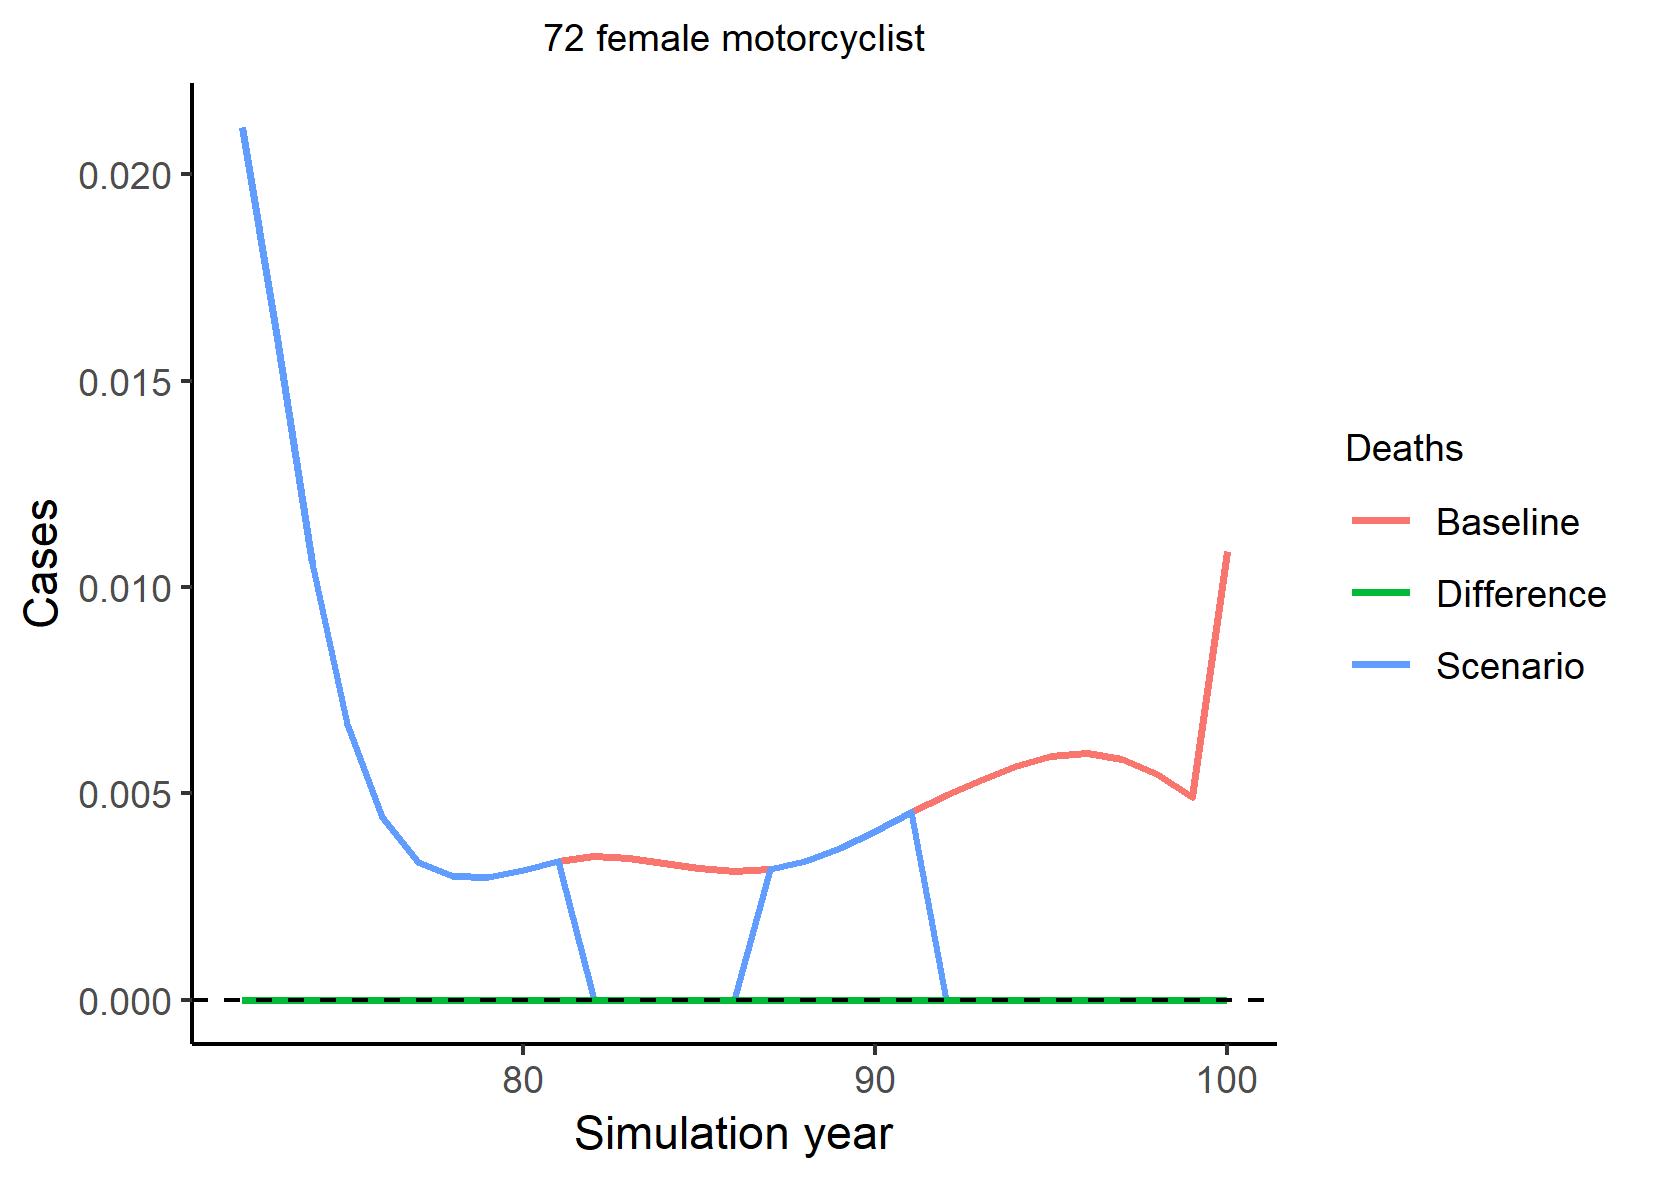 72 female motorcyclist
Cases
0.020
0.015
0.010
0.005
0.000
80
90
100
Simulation year
Deaths
Baseline
Difference
Scenario